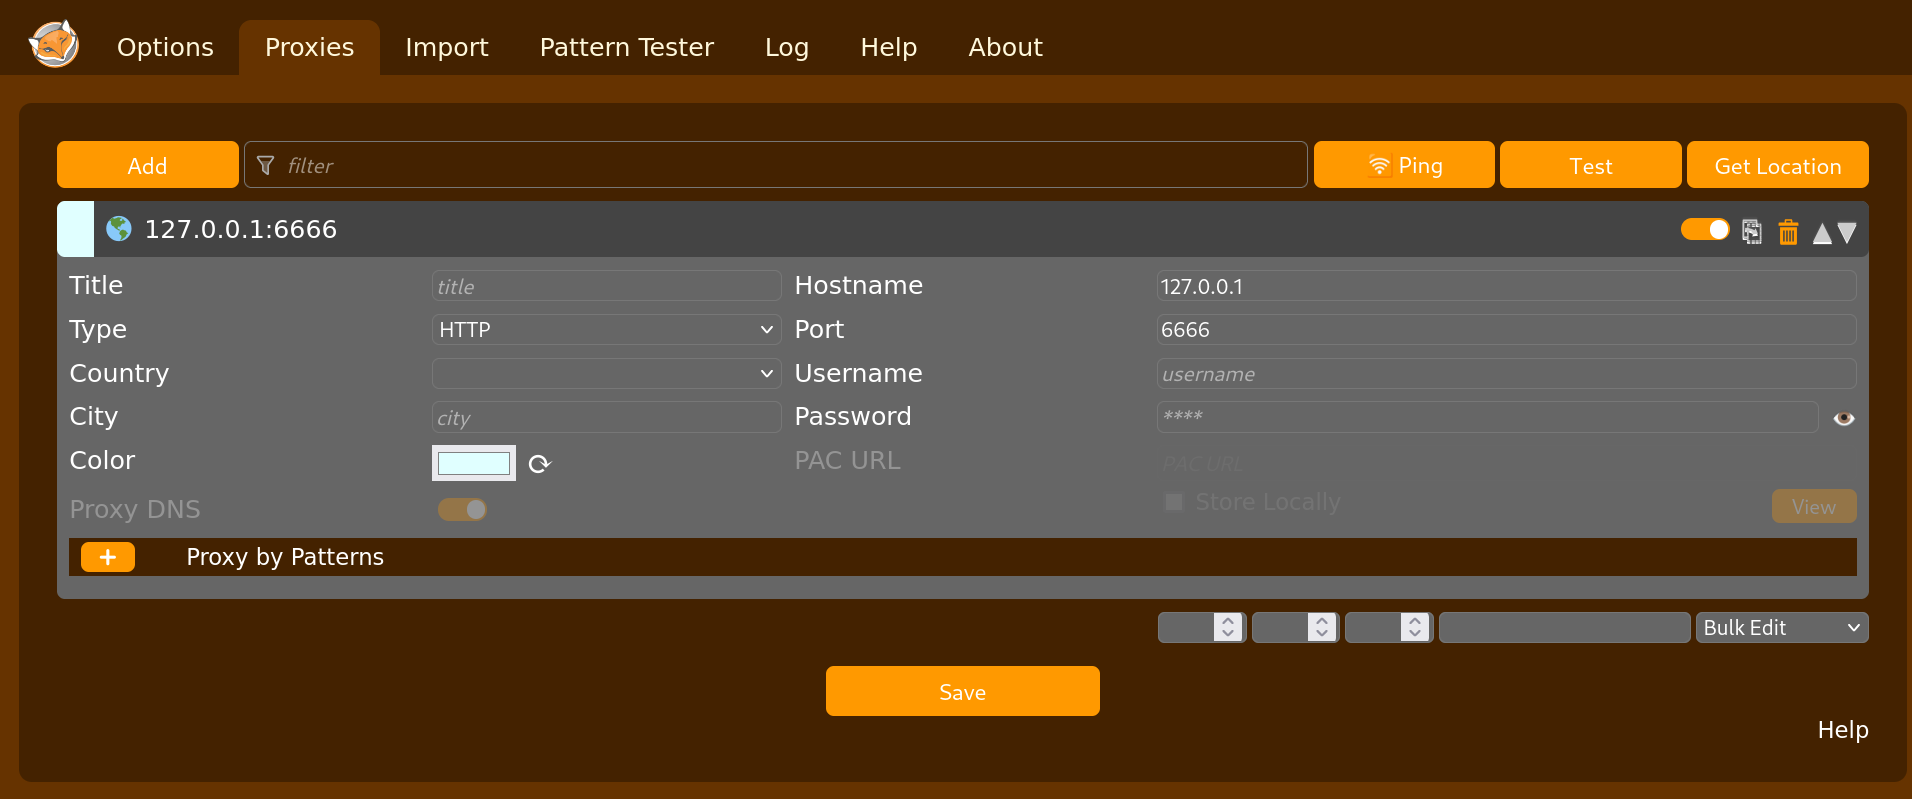 Options Proxies Import Pattern Tester Log Help About
Add filter Ping Test Get Location
127.0.0.1:6666
Title title Hostname 127.0.0.1
Type HTTP Port 6666
Country Username username
City city Password ****
Color PAC URL PAC URL
Proxy DNS Store Locally View
+ Proxy by Patterns
Bulk Edit
Save
Help